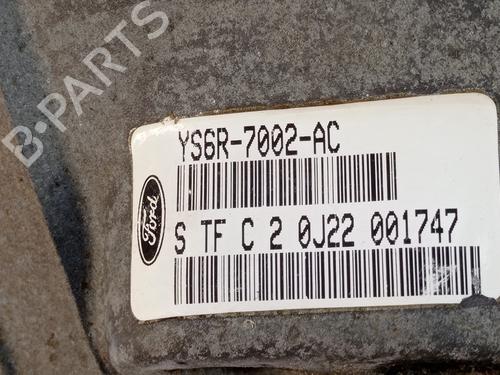 B-PARTS
YS6R-7002-AC
Ford
S TF C 2 0J22 001747